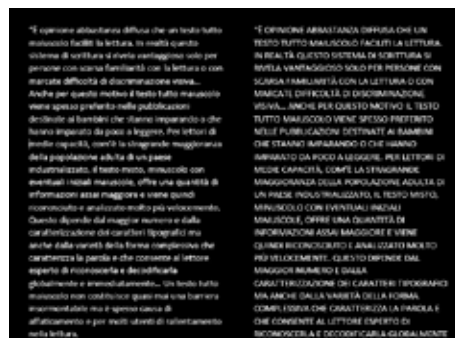 "È opinione abbastanza diffusa che un testo tutto
maiuscolo faciliti la lettura. In realtà questo
sistema di scrittura si rivela vantaggioso solo per
persone con scarsa familiarità con la lettura o con
marcate difficoltà di discriminazione visiva...
Anche per questo motivo il testo tutto maiuscolo
viene spesso preferito nelle pubblicazioni
destinate ai bambini che stanno imparando o che
hanno imparato da poco a leggere. Per lettori di
medie capacità, com'è la stragrande maggioranza
della popolazione adulta di un paese
industrializzato, il testo misto, minuscolo con
eventuali iniziali maiuscole, offre una quantità di
informazioni assai maggiore e viene quindi
riconosciuto e analizzato molto più velocemente.
Questo dipende dal maggior numero e dalla
caratterizzazione dei caratteri tipografici ma
anche dalla varietà della forma complessiva che
caratterizza la parola e che consente al lettore
esperto di riconoscerla e decodificarla
globalmente e immediatamente... Un testo tutto
maiuscolo non costituisce quasi mai una barriera
insormontabile ma è spesso causa di
affaticamento e per molti utenti di rallentamento
nella lettura.
"È OPINIONE ABBASTANZA DIFFUSA CHE UN
TESTO TUTTO MAIUSCOLO FACILITI LA LETTURA.
IN REALTÀ QUESTO SISTEMA DI SCRITTURA SI
RIVELA VANTAGGIOSO SOLO PER PERSONE CON
SCARSA FAMILIARITÀ CON LA LETTURA O CON
MARCATE DIFFICOLTÀ DI DISCRIMINAZIONE
VISIVA... ANCHE PER QUESTO MOTIVO IL TESTO
TUTTO MAIUSCOLO VIENE SPESSO PREFERITO
NELLE PUBBLICAZIONI DESTINATE AI BAMBINI
CHE STANNO IMPARANDO O CHE HANNO
IMPARATO DA POCO A LEGGERE. PER LETTORI DI
MEDIE CAPACITÀ, COM'È LA STRAGRANDE
MAGGIORANZA DELLA POPOLAZIONE ADULTA DI
UN PAESE INDUSTRIALIZZATO, IL TESTO MISTO,
MINUSCOLO CON EVENTUALI INIZIALI
MAIUSCOLE, OFFRE UNA QUANTITÀ DI
INFORMAZIONI ASSAI MAGGIORE E VIENE
QUINDI RICONOSCIUTO E ANALIZZATO MOLTO
PIÙ VELOCEMENTE. QUESTO DIPENDE DAL
MAGGIOR NUMERO E DALLA
CARATTERIZZAZIONE DEI CARATTERI TIPOGRAFICI
MA ANCHE DALLA VARIETÀ DELLA FORMA
COMPLESSIVA CHE CARATTERIZZA LA PAROLA E
CHE CONSENTE AL LETTORE ESPERTO DI
RICONOSCERLA E DECODIFICARLA GLOBALMENTE